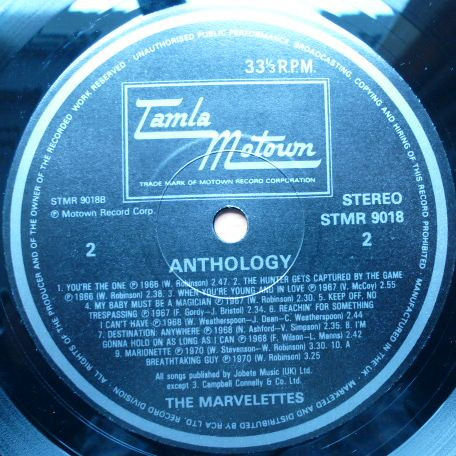 UNAUTHORISED PUBLIC PERFORMANCE, BROADCASTING, COPYING AND HIRING OF THIS RECORD PROHIBITED
ALL RIGHTS OF THE PRODUCER AND OF THE OWNER OF THE RECORDED WORK RESERVED
33⅓ R.P.M.
Tamla
Motown
TRADE MARK OF MOTOWN RECORD CORPORATION
STMR 9018B
℗ Motown Record Corp
STEREO
STMR 9018
2
2
ANTHOLOGY
1. YOU'RE THE ONE ℗ 1966 (W. Robinson) 2.47. 2. THE HUNTER GETS CAPTURED BY THE GAME
℗ 1966 (W. Robinson) 2.38. 3. WHEN YOU'RE YOUNG AND IN LOVE ℗ 1967 (V. McCoy) 2.55
4. MY BABY MUST BE A MAGICIAN ℗ 1967 (W. Robinson) 2.30. 5. KEEP OFF, NO
TRESPASSING ℗ 1967 (F. Gordy–J. Bristol) 2.34. 6. REACHIN' FOR SOMETHING
I CAN'T HAVE ℗ 1968 (W. Weatherspoon–J. Dean–C. Weatherspoon) 2.44
7. DESTINATION: ANYWHERE ℗ 1968 (N. Ashford–V. Simpson) 2.35. 8. I'M
GONNA HOLD ON AS LONG AS I CAN ℗ 1968 (F. Wilson–L. Manna) 2.40
9. MARIONETTE ℗ 1970 (W. Stevenson–W. Robinson) 3.30. 10. A
BREATHTAKING GUY ℗ 1970 (W. Robinson) 3.25
All songs published by Jobete Music (UK) Ltd.
except 3. Campbell Connelly & Co. Ltd.
THE MARVELETTES
MANUFACTURED IN THE UK. MARKETED AND DISTRIBUTED BY RCA LTD. RECORD DIVISION.